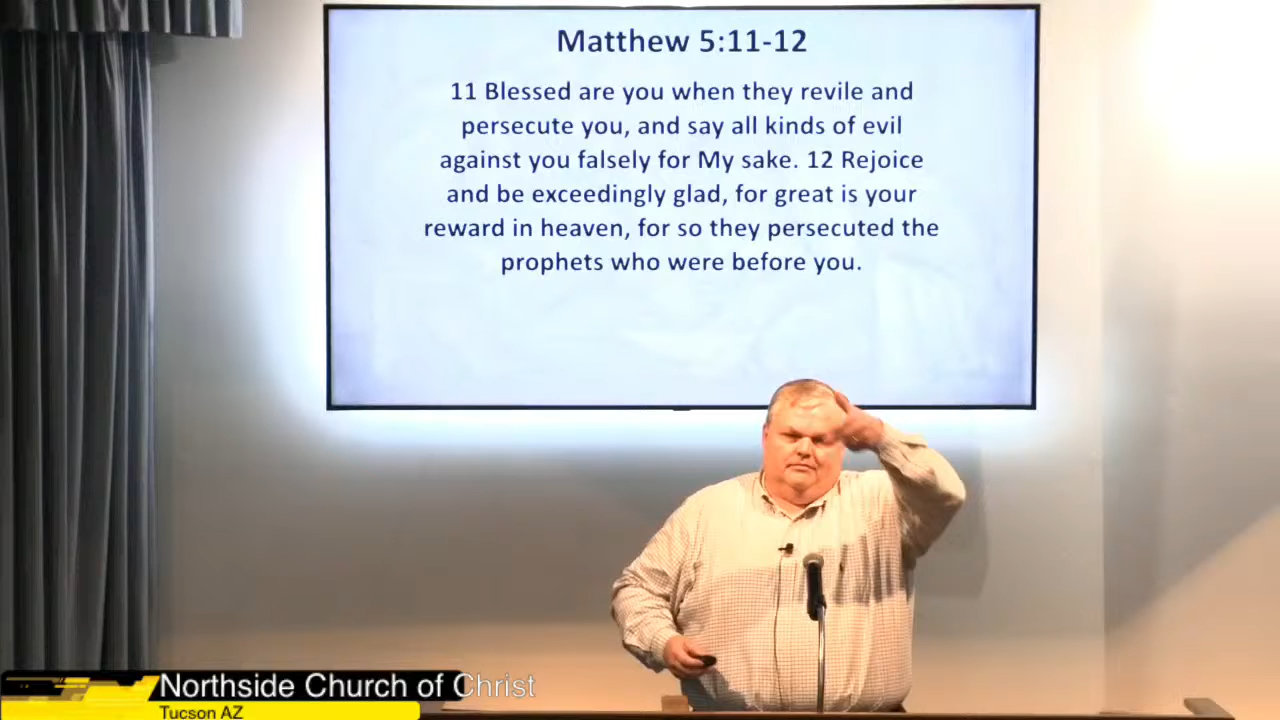 Matthew 5:11-12
11 Blessed are you when they revile and
persecute you, and say all kinds of evil
against you falsely for My sake. 12 Rejoice
and be exceedingly glad, for great is your
reward in heaven, for so they persecuted the
prophets who were before you.
Northside Church of Christ
Tucson AZ